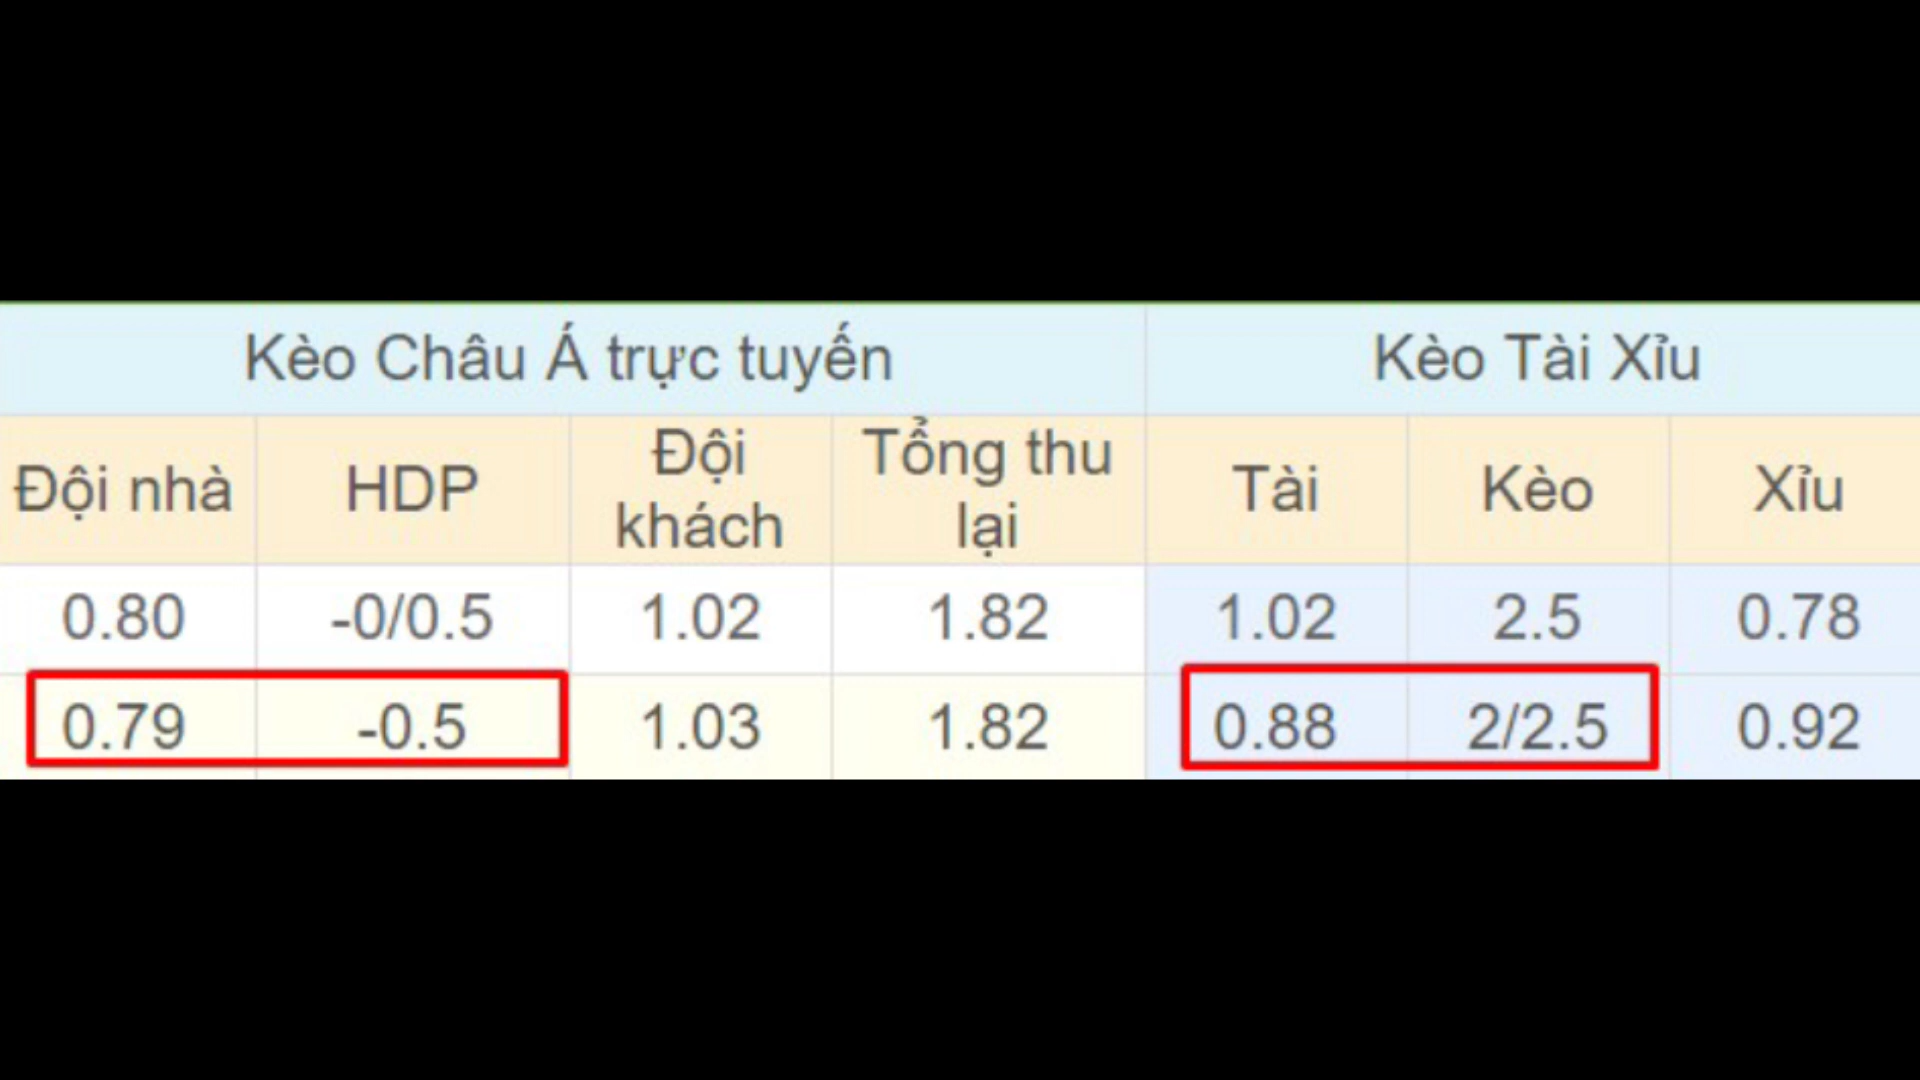 Kèo Châu Á trực tuyến Kèo Tài Xỉu
Đội nhà HDP Đội khách Tổng thu lại Tài Kèo Xỉu
0.80 -0/0.5 1.02 1.82 1.02 2.5 0.78
0.79 -0.5 1.03 1.82 0.88 2/2.5 0.92